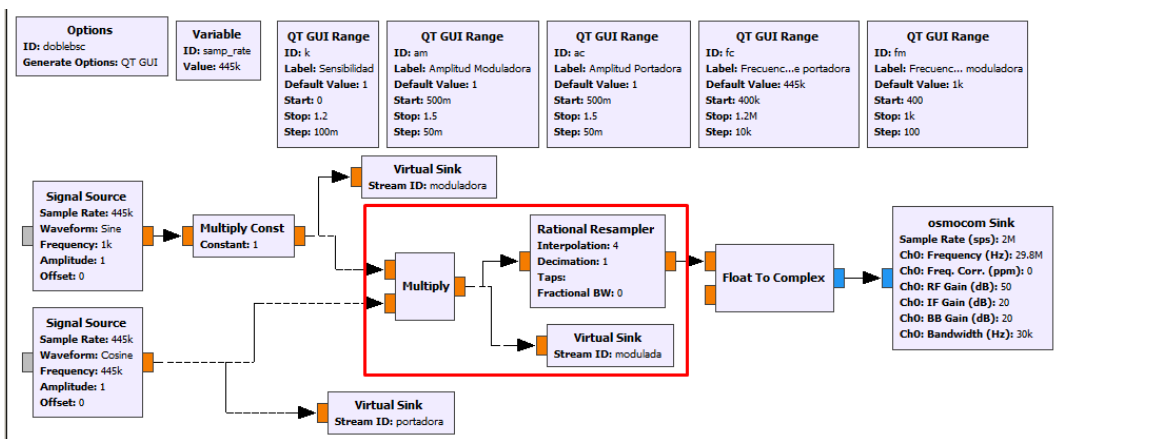 Options
ID: doblebsc
Generate Options: QT GUI
Variable
ID: samp_rate
Value: 445k
QT GUI Range
ID: k
Label: Sensibilidad
Default Value: 1
Start: 0
Stop: 1.2
Step: 100m
QT GUI Range
ID: am
Label: Amplitud Moduladora
Default Value: 1
Start: 500m
Stop: 1.5
Step: 50m
QT GUI Range
ID: ac
Label: Amplitud Portadora
Default Value: 1
Start: 500m
Stop: 1.5
Step: 50m
QT GUI Range
ID: fc
Label: Frecuenc...e portadora
Default Value: 445k
Start: 400k
Stop: 1.2M
Step: 10k
QT GUI Range
ID: fm
Label: Frecuenc... moduladora
Default Value: 1k
Start: 400
Stop: 1k
Step: 100
Virtual Sink
Stream ID: moduladora
Signal Source
Sample Rate: 445k
Waveform: Sine
Frequency: 1k
Amplitude: 1
Offset: 0
Multiply Const
Constant: 1
Multiply
Rational Resampler
Interpolation: 4
Decimation: 1
Taps:
Fractional BW: 0
Float To Complex
osmocom Sink
Sample Rate (sps): 2M
Ch0: Frequency (Hz): 29.8M
Ch0: Freq. Corr. (ppm): 0
Ch0: RF Gain (dB): 50
Ch0: IF Gain (dB): 20
Ch0: BB Gain (dB): 20
Ch0: Bandwidth (Hz): 30k
Signal Source
Sample Rate: 445k
Waveform: Cosine
Frequency: 445k
Amplitude: 1
Offset: 0
Virtual Sink
Stream ID: modulada
Virtual Sink
Stream ID: portadora